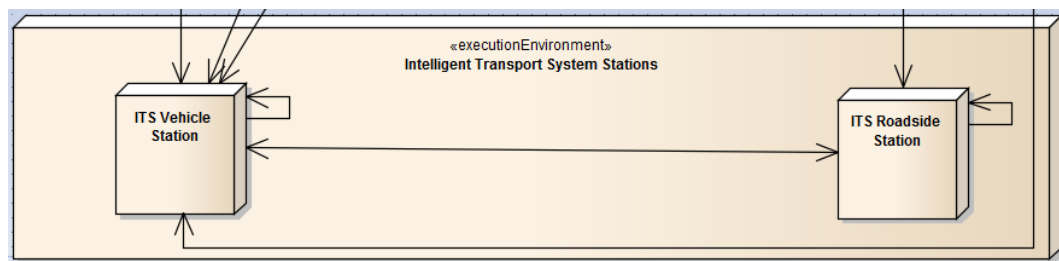 «executionEnvironment»
Intelligent Transport System Stations
ITS Vehicle
Station
ITS Roadside
Station